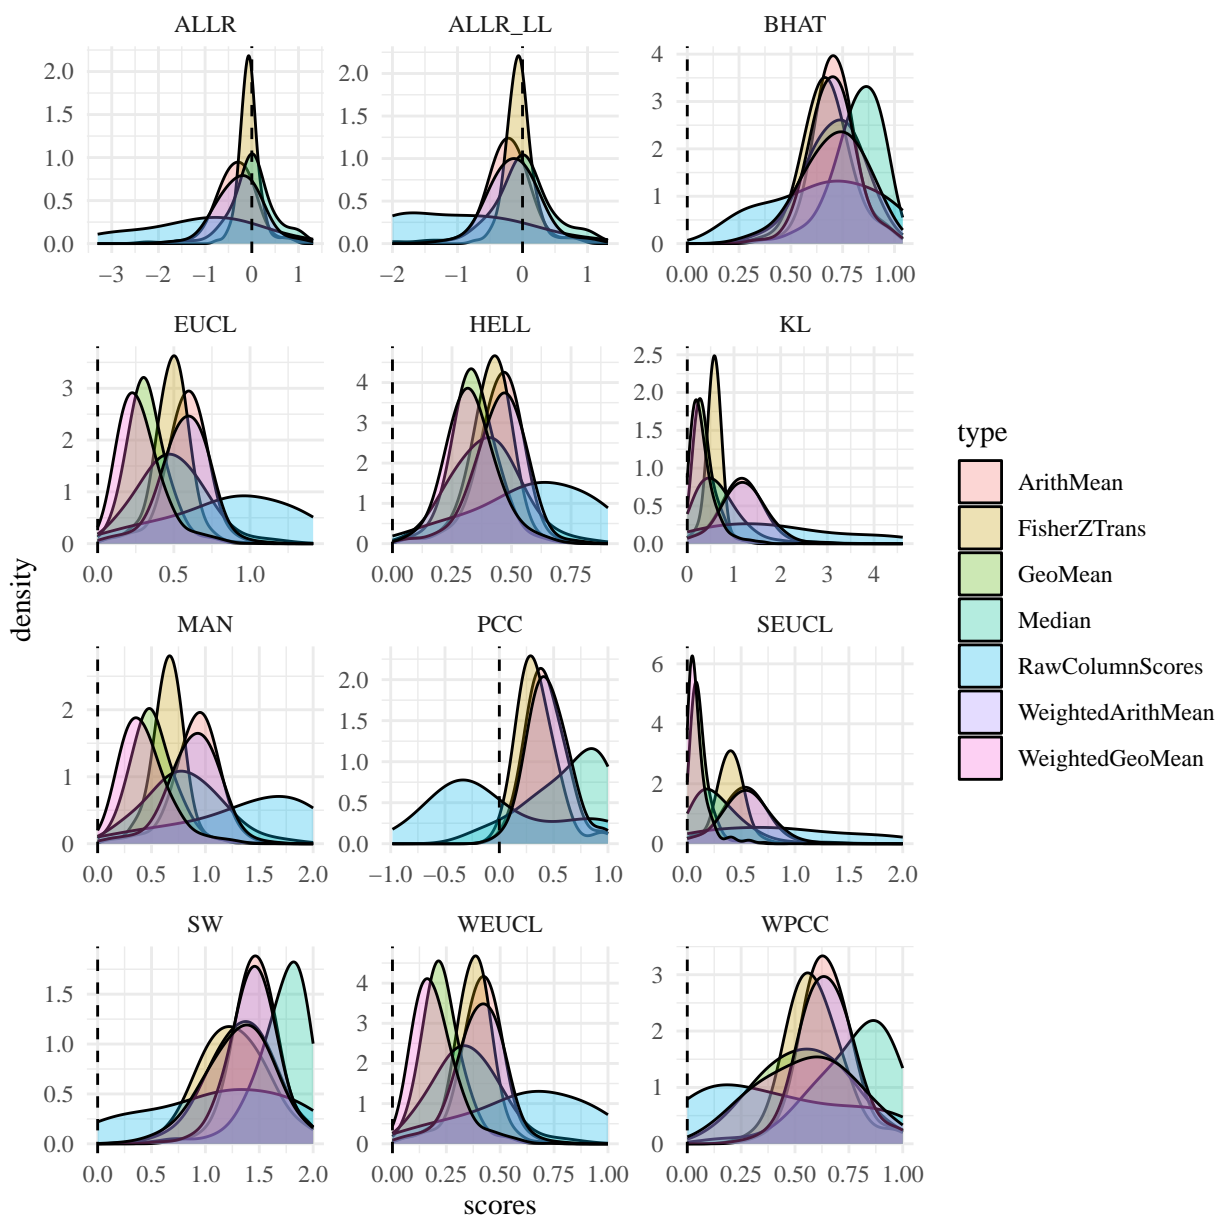 ALLR ALLR_LL BHAT
2.0 1.5 1.0 0.5 0.0
−3 −2 −1 0 1
2.0 1.5 1.0 0.5 0.0
−2 −1 0 1
4 3 2 1 0
0.00 0.25 0.50 0.75 1.00
EUCL HELL KL
3 2 1 0
0.0 0.5 1.0
4 3 2 1 0
0.00 0.25 0.50 0.75
2.5 2.0 1.5 1.0 0.5 0.0
0 1 2 3 4
MAN PCC SEUCL
2 1 0
0.0 0.5 1.0 1.5 2.0
2.0 1.5 1.0 0.5 0.0
−1.0 −0.5 0.0 0.5 1.0
6 4 2 0
0.0 0.5 1.0 1.5 2.0
SW WEUCL WPCC
1.5 1.0 0.5 0.0
0.0 0.5 1.0 1.5 2.0
4 3 2 1 0
0.00 0.25 0.50 0.75 1.00
3 2 1 0
0.00 0.25 0.50 0.75 1.00
density
scores
type
ArithMean
FisherZTrans
GeoMean
Median
RawColumnScores
WeightedArithMean
WeightedGeoMean